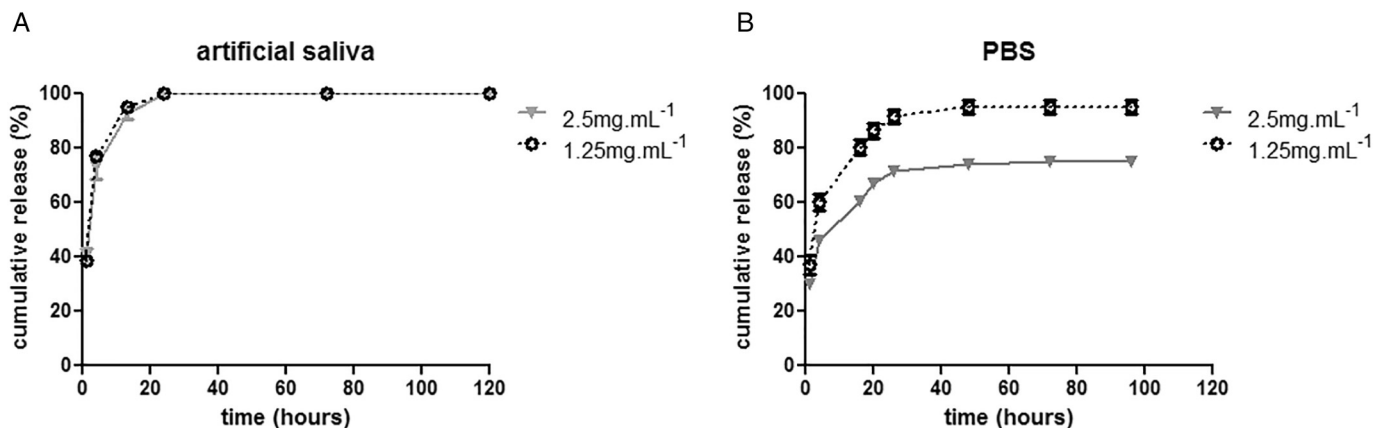 A
artificial saliva
cumulative release (%)
100
80
60
40
20
0
0 20 40 60 80 100 120
time (hours)
2.5mg.mL⁻¹
1.25mg.mL⁻¹
B
PBS
cumulative release (%)
100
80
60
40
20
0
0 20 40 60 80 100 120
time (hours)
2.5mg.mL⁻¹
1.25mg.mL⁻¹